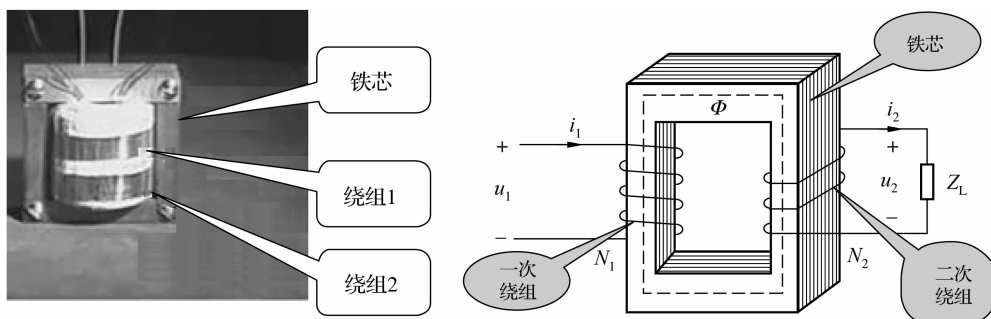 铁芯
绕组1
绕组2
铁芯
Φ
i₁
i₂
+
+
u₁
u₂
Z_L
−
−
N₁
N₂
一次
绕组
二次
绕组